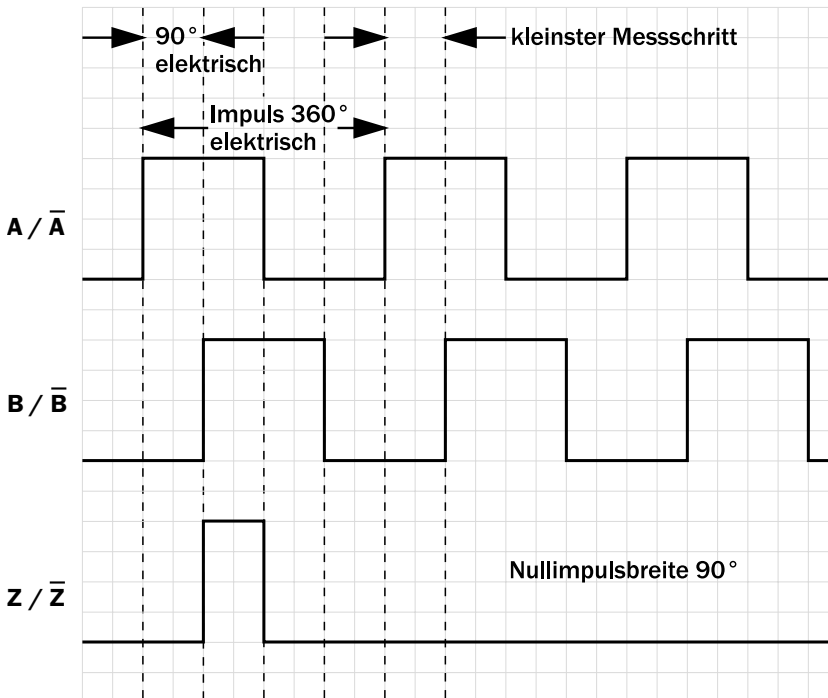 90°
elektrisch
kleinster Messschritt
Impuls 360°
elektrisch
A / A̅
B / B̅
Z / Z̅
Nullimpulsbreite 90°